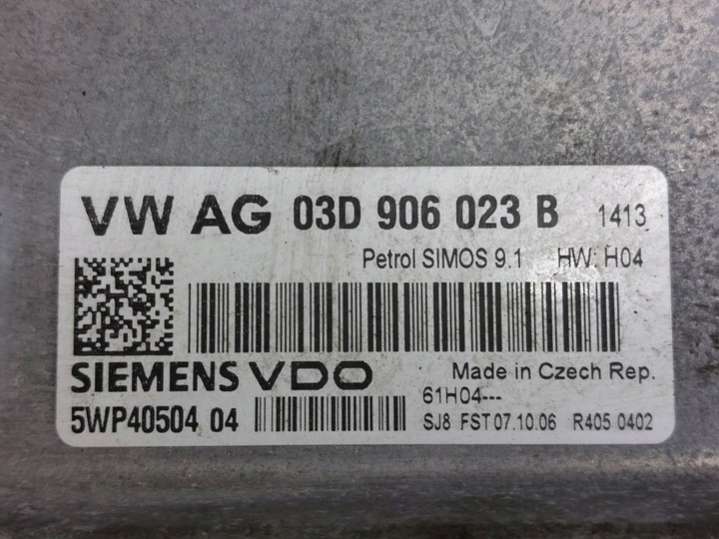 VW AG 03D 906 023 B 1413
Petrol SIMOS 9.1 HW: H04
SIEMENS VDO Made in Czech Rep.
61H04---
5WP40504 04 SJ8 FST 07.10.06 R405 0402